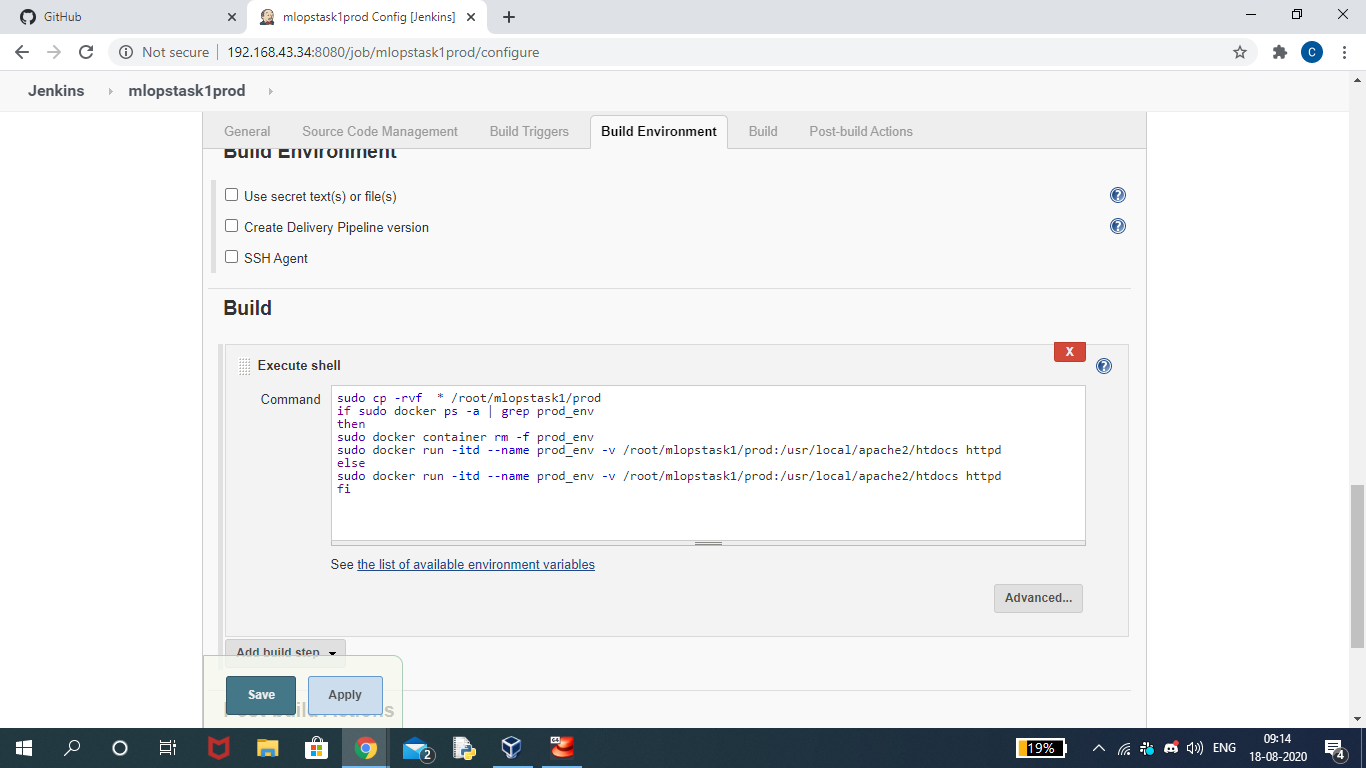 GitHub
mlopstask1prod Config [Jenkins]
Not secure
192.168.43.34:8080/job/mlopstask1prod/configure
C
Jenkins
mlopstask1prod
General
Source Code Management
Build Triggers
Build Environment
Build
Post-build Actions
Build Environment
Use secret text(s) or file(s)
?
Create Delivery Pipeline version
?
SSH Agent
Build
X
Execute shell
?
Command
sudo cp -rvf  * /root/mlopstask1/prod
if sudo docker ps -a | grep prod_env
then
sudo docker container rm -f prod_env
sudo docker run -itd --name prod_env -v /root/mlopstask1/prod:/usr/local/apache2/htdocs httpd
else
sudo docker run -itd --name prod_env -v /root/mlopstask1/prod:/usr/local/apache2/htdocs httpd
fi
See the list of available environment variables
Advanced...
Add build step
Save
Apply
Post-build Actions
2
19%
ENG
09:14
18-08-2020
4